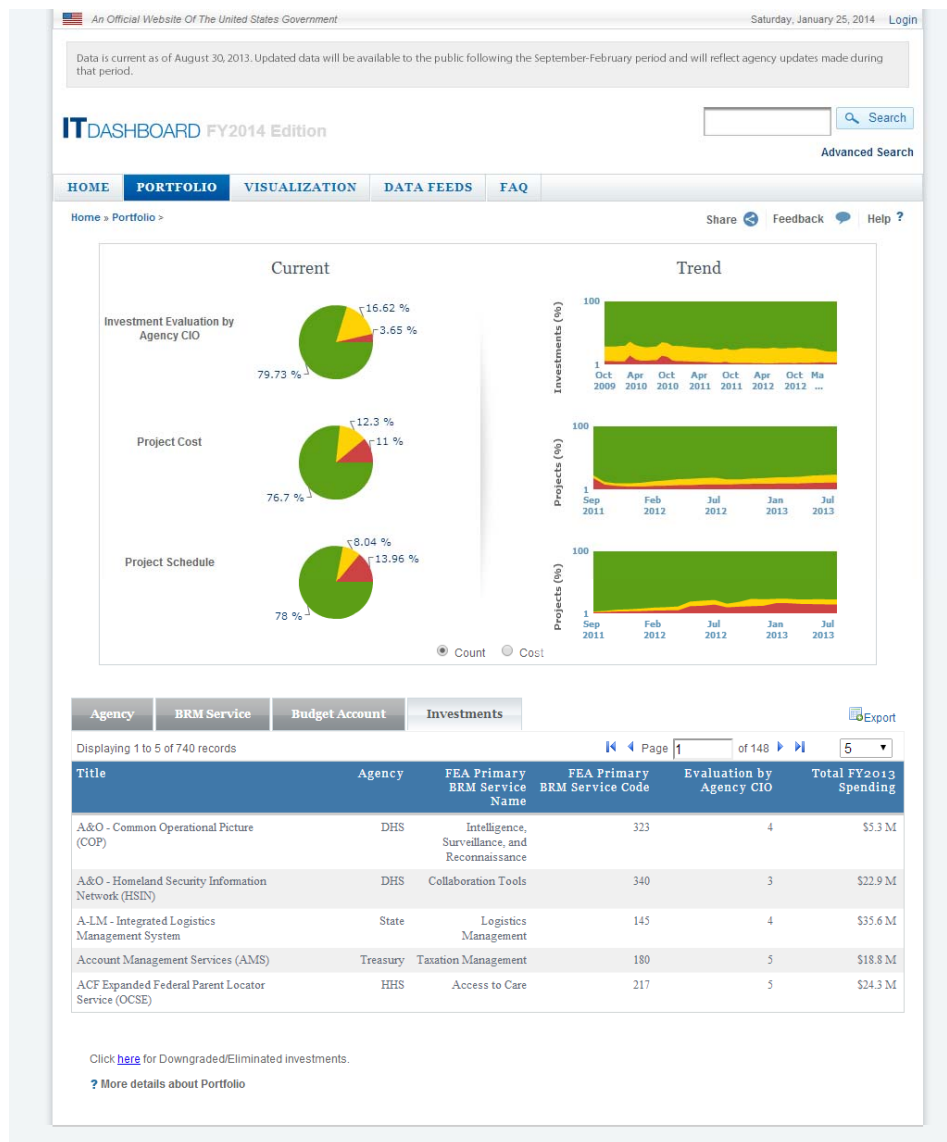 An Official Website Of The United States Government
Saturday, January 25, 2014 Login
Data is current as of August 30, 2013. Updated data will be available to the public following the September-February period and will reflect agency updates made during
that period.
ITDASHBOARD FY2014 Edition
Search
Advanced Search
HOME PORTFOLIO VISUALIZATION DATA FEEDS FAQ
Home » Portfolio >
Share Feedback Help ?
Current
Trend
Investment Evaluation by
Agency CIO
16.62 %
3.65 %
79.73 %
Investments (%)
100
1
Oct Apr Oct Apr Oct Apr Oct Ma
2009 2010 2010 2011 2011 2012 2012 ...
Project Cost
12.3 %
11 %
76.7 %
Projects (%)
100
1
Sep Feb Jul Jan Jul
2011 2012 2012 2013 2013
Project Schedule
8.04 %
13.96 %
78 %
Projects (%)
100
1
Sep Feb Jul Jan Jul
2011 2012 2012 2013 2013
Count Cost
Agency BRM Service Budget Account Investments
Export
Displaying 1 to 5 of 740 records
Page 1 of 148
5
Title Agency FEA Primary FEA Primary Evaluation by Total FY2013
BRM Service BRM Service Code Agency CIO Spending
Name
A&O - Common Operational Picture DHS Intelligence, 323 4 $5.3 M
(COP) Surveillance, and
Reconnaissance
A&O - Homeland Security Information DHS Collaboration Tools 340 3 $22.9 M
Network (HSIN)
A-LM - Integrated Logistics State Logistics 145 4 $35.6 M
Management System Management
Account Management Services (AMS) Treasury Taxation Management 180 5 $18.8 M
ACF Expanded Federal Parent Locator HHS Access to Care 217 5 $24.3 M
Service (OCSE)
Click here for Downgraded/Eliminated investments.
? More details about Portfolio